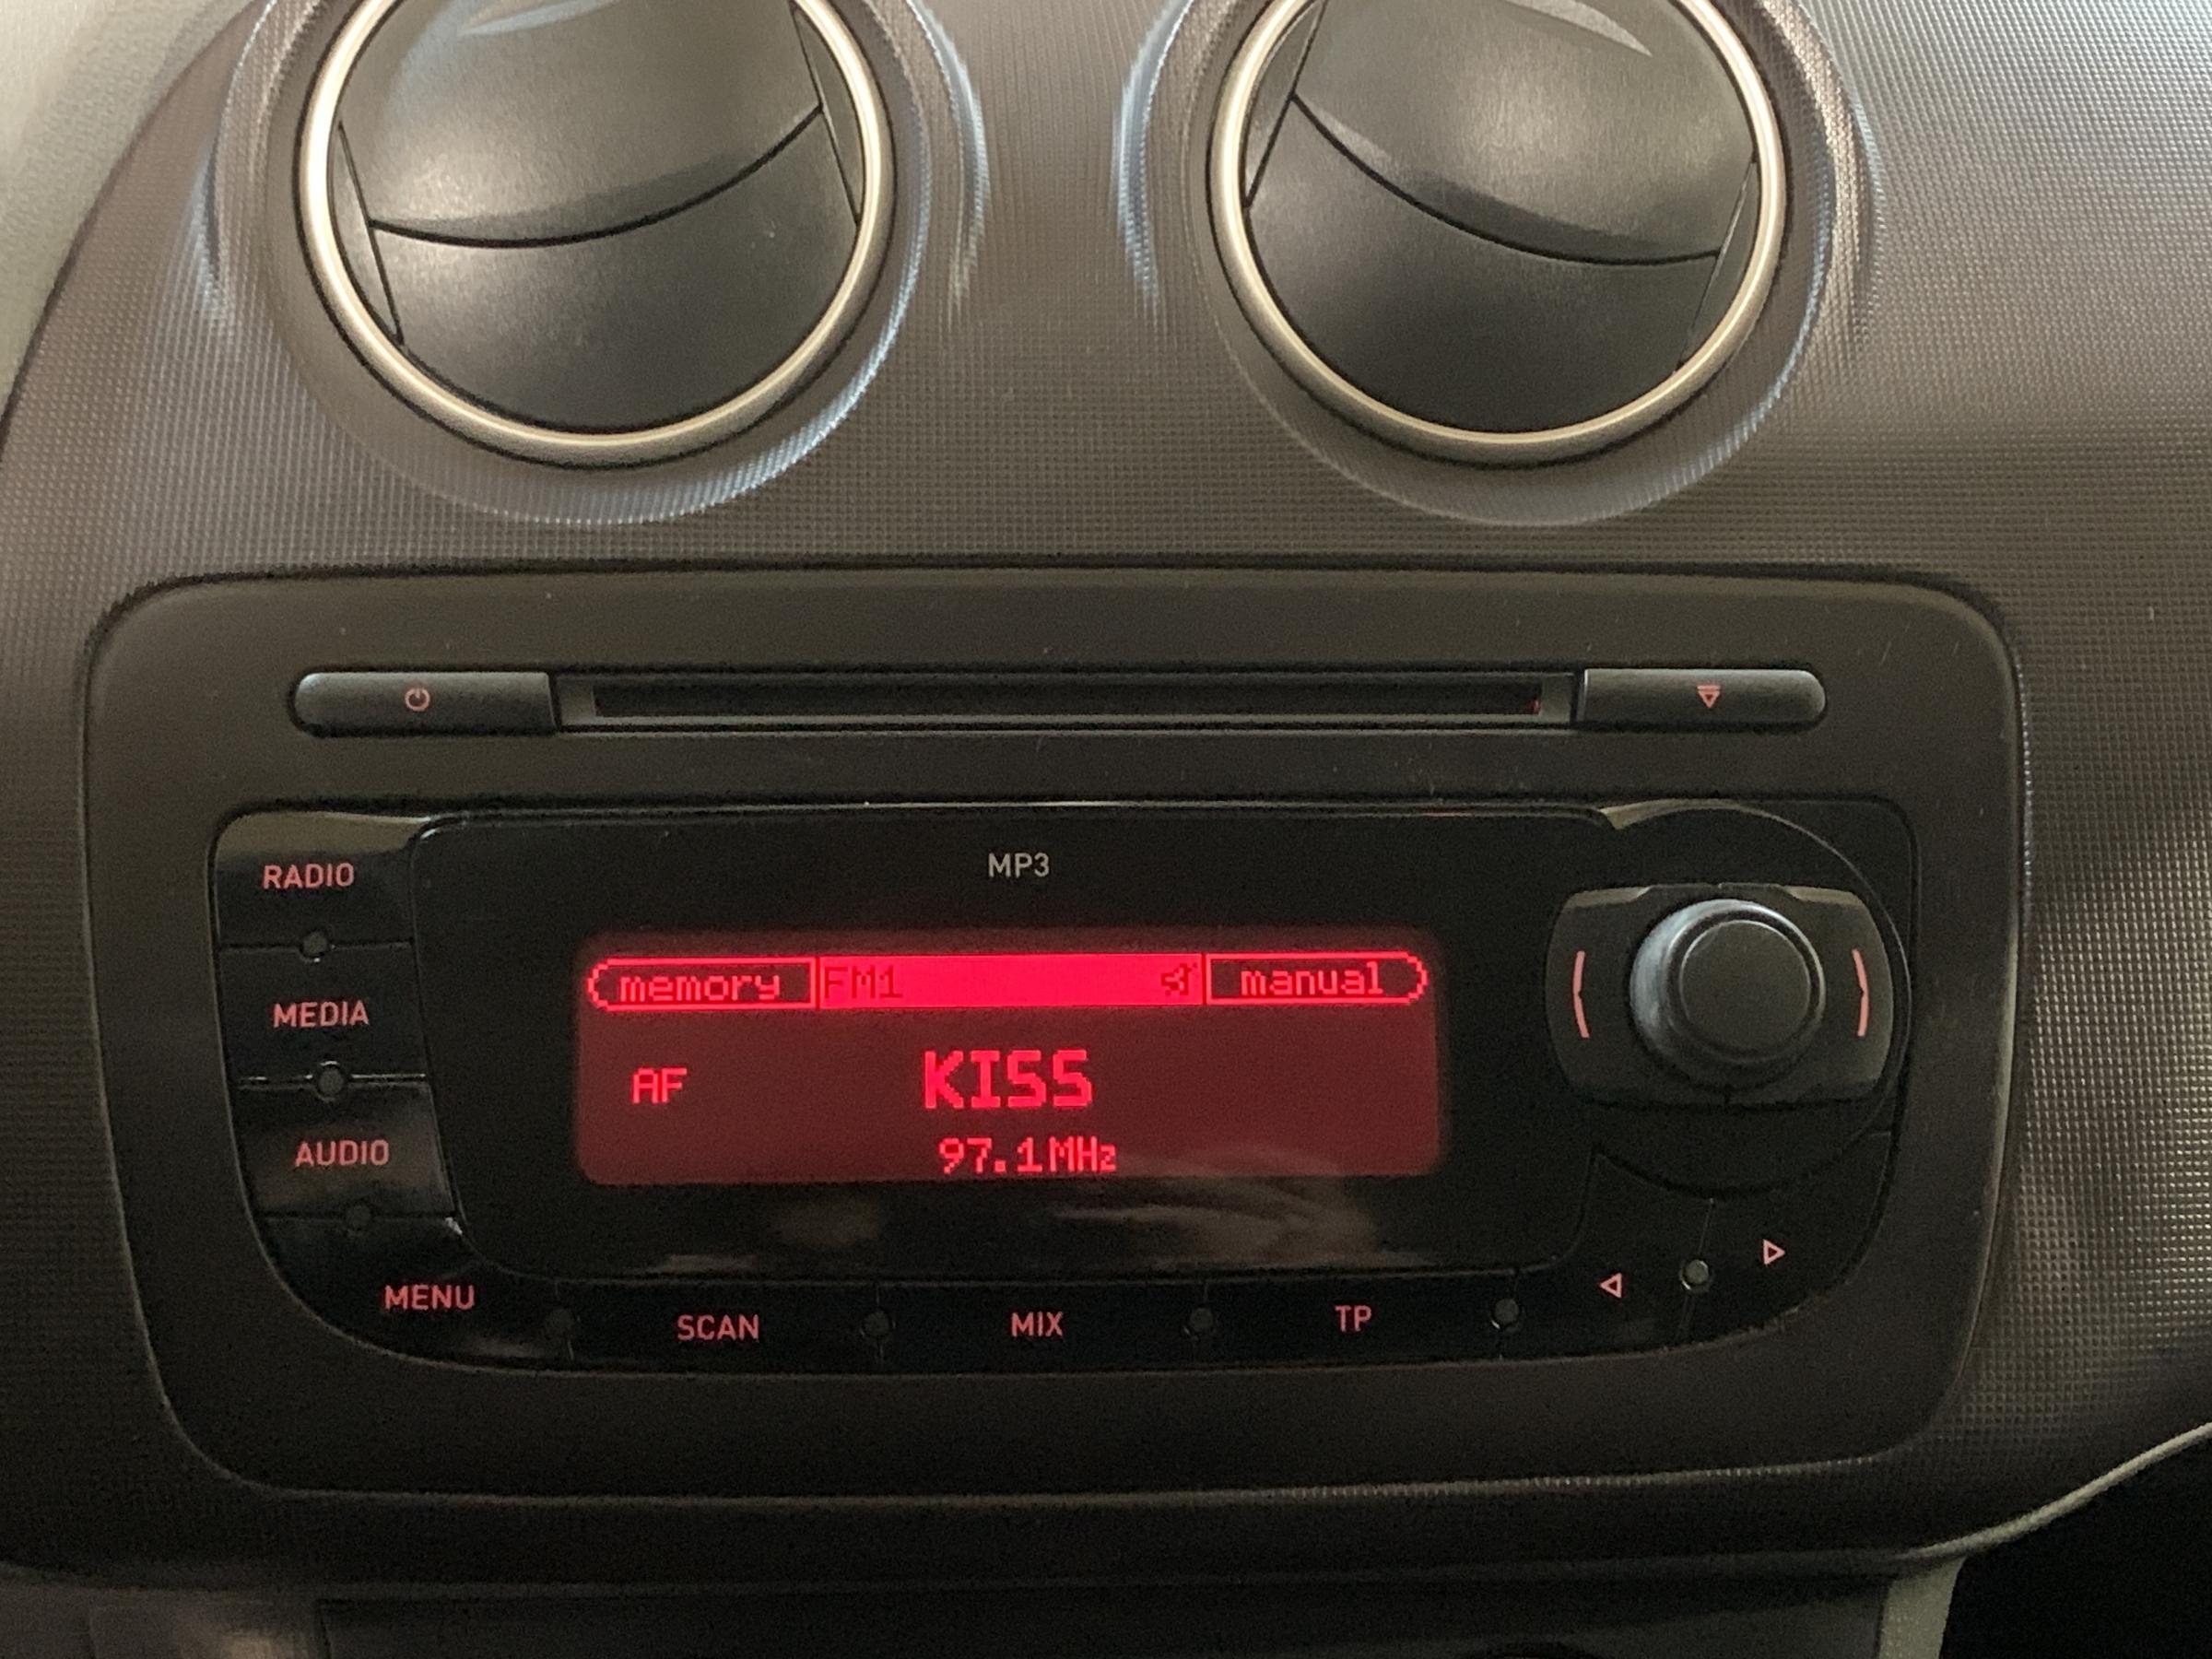 MP3
RADIO
memory FM1 manual
MEDIA
AF KISS
97.1MHz
AUDIO
MENU
SCAN MIX TP